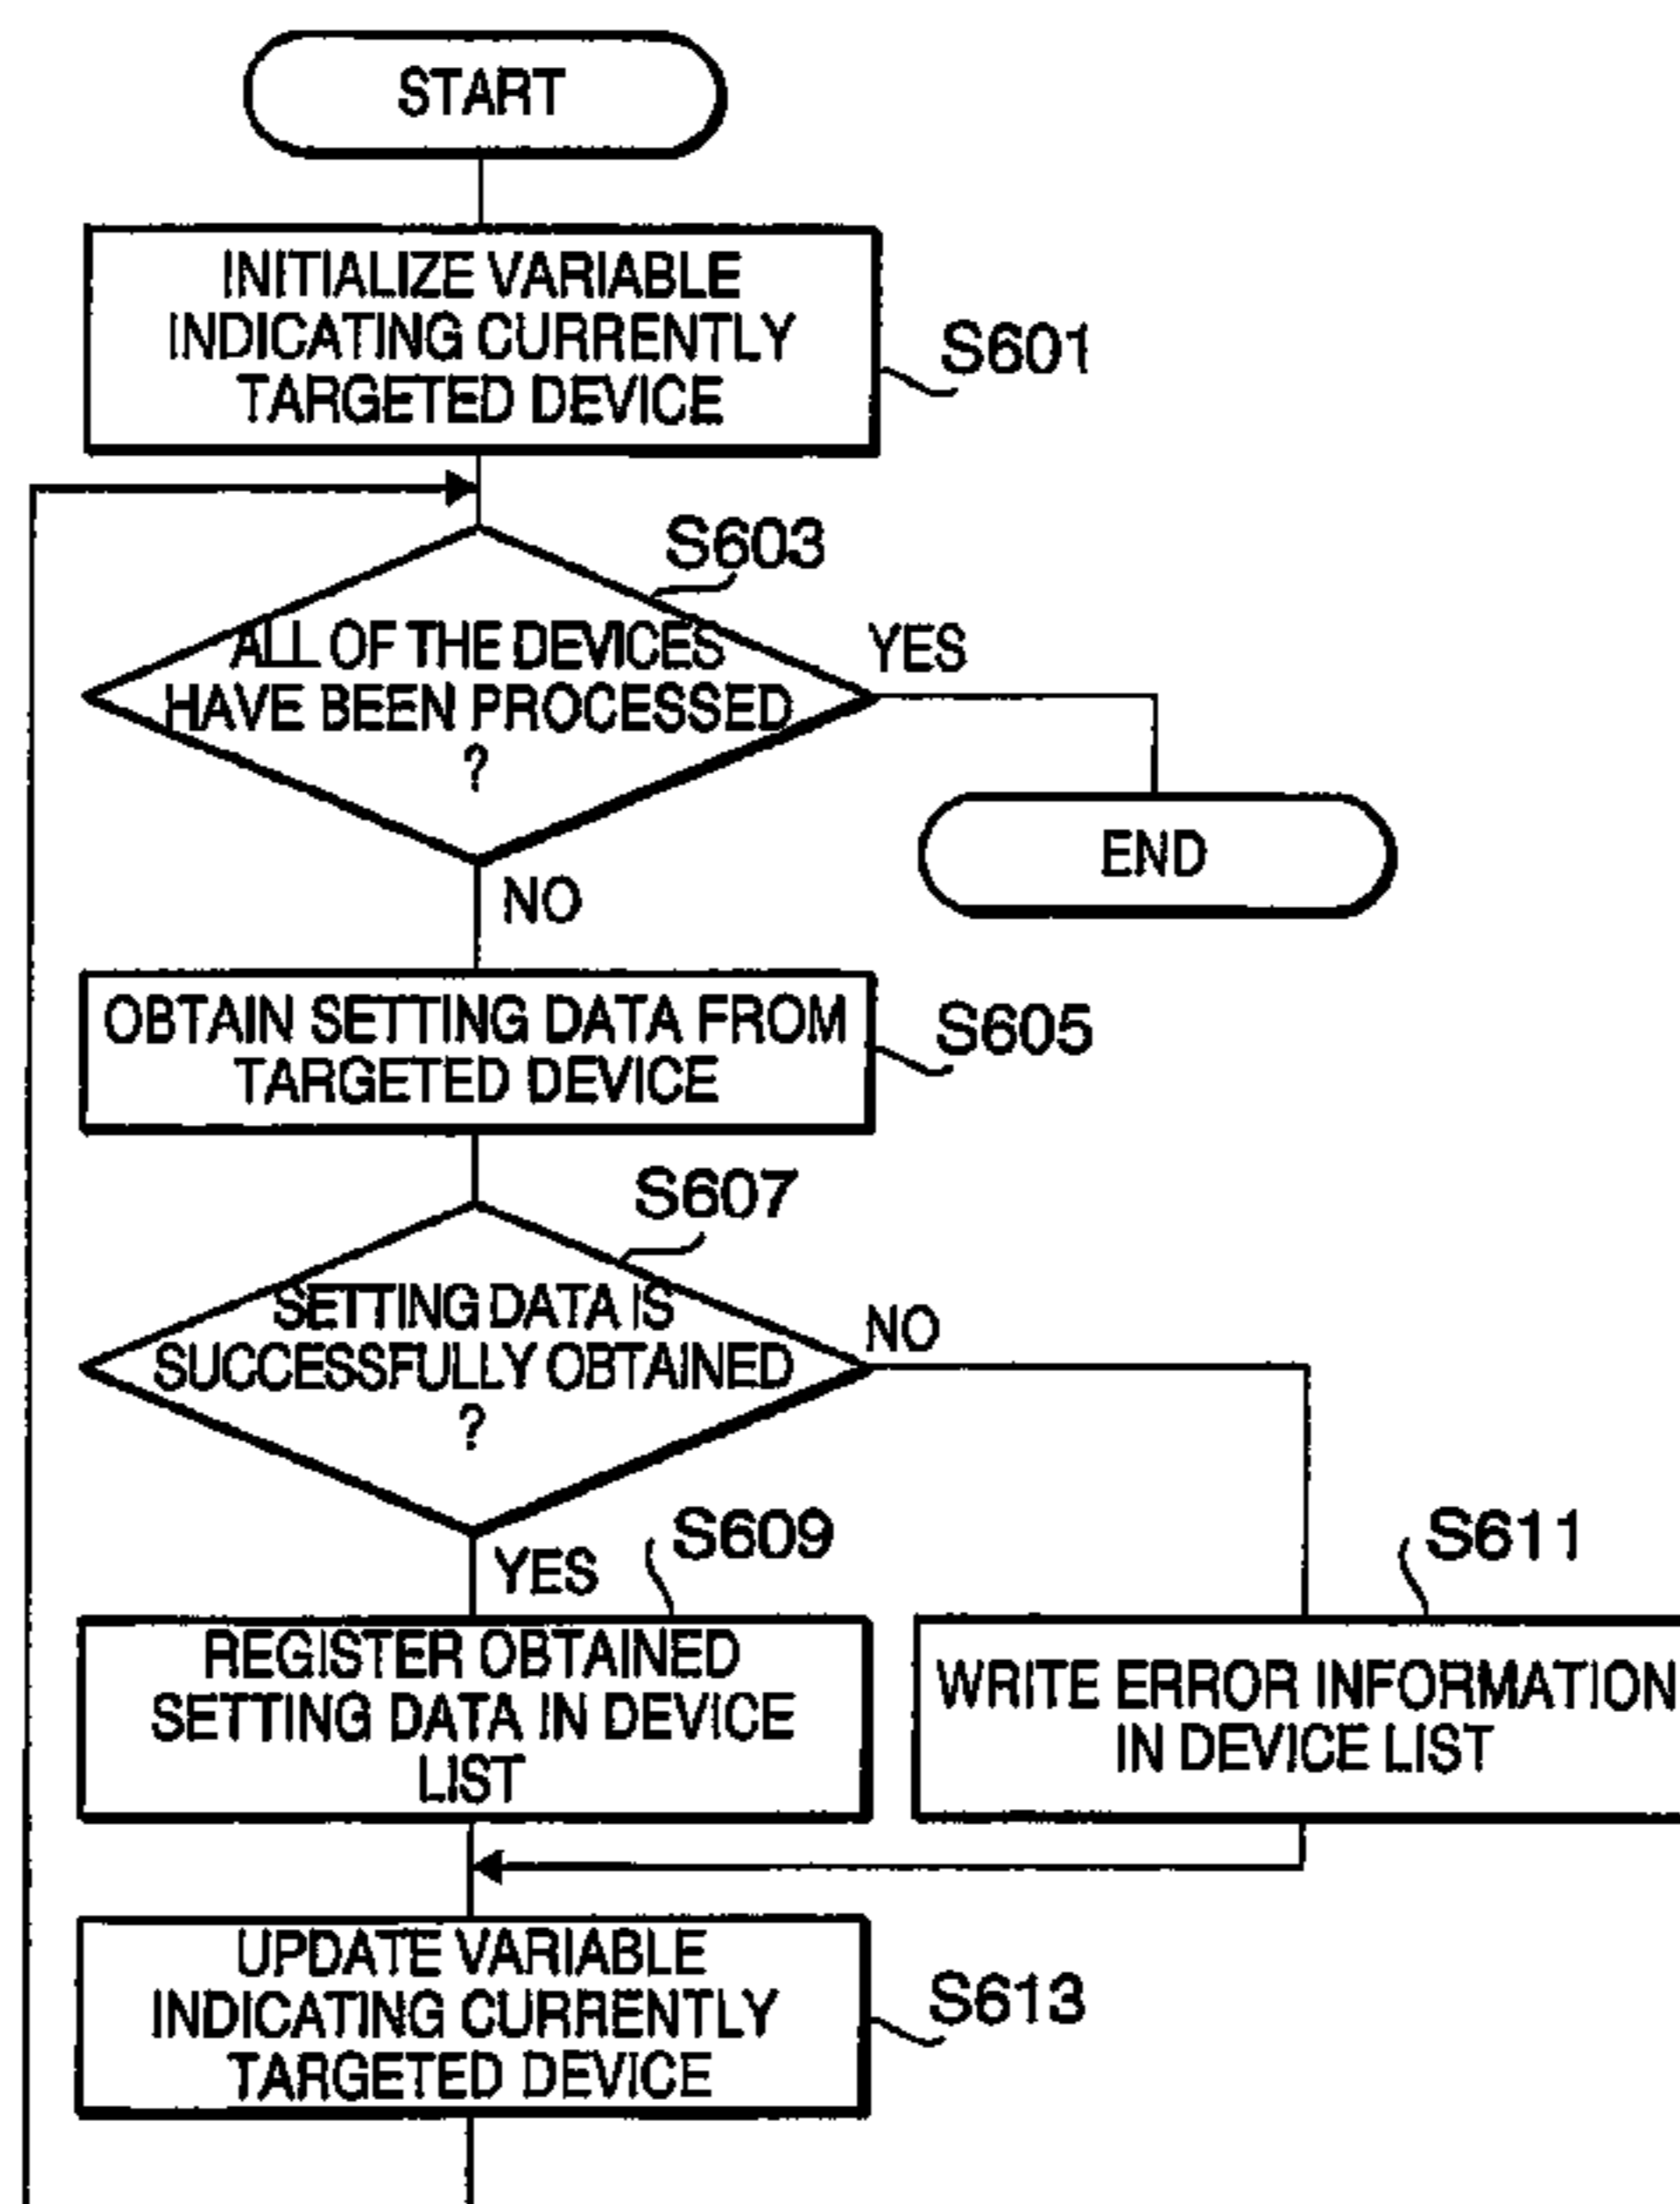 START
INITIALIZE VARIABLE
INDICATING CURRENTLY
TARGETED DEVICE
S601
S603
ALL OF THE DEVICES
HAVE BEEN PROCESSED
?
YES
END
NO
OBTAIN SETTING DATA FROM
TARGETED DEVICE
S605
S607
SETTING DATA IS
SUCCESSFULLY OBTAINED
?
NO
YES
S609
S611
REGISTER OBTAINED
SETTING DATA IN DEVICE
LIST
WRITE ERROR INFORMATION
IN DEVICE LIST
UPDATE VARIABLE
INDICATING CURRENTLY
TARGETED DEVICE
S613